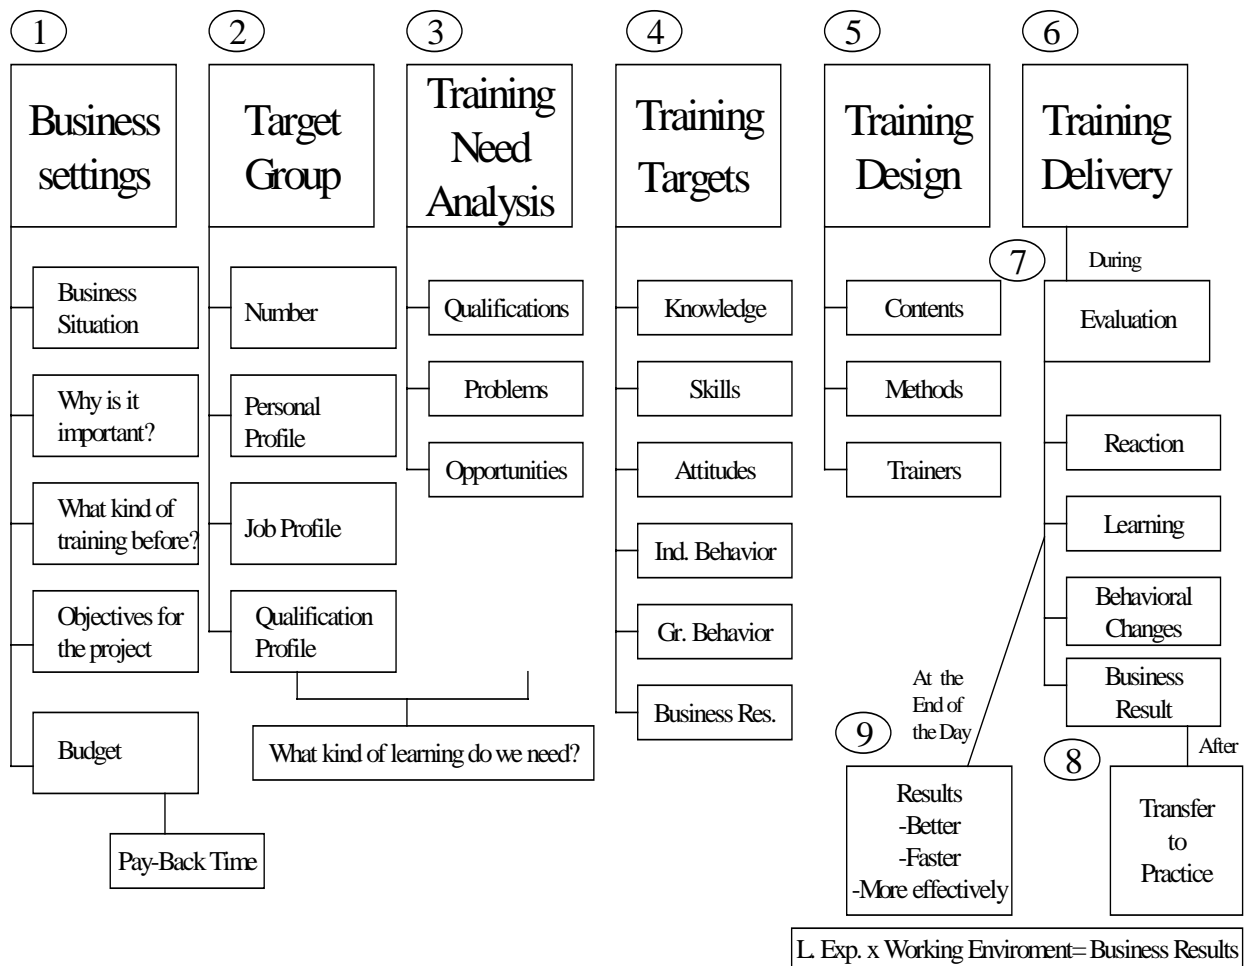 1
Business
settings
Business
Situation
Why is it
important?
What kind of
training before?
Objectives for
the project
Budget
Pay-Back Time
2
Target
Group
Number
Personal
Profile
Job Profile
Qualification
Profile
What kind of learning do we need?
3
Training
Need
Analysis
Qualifications
Problems
Opportunities
4
Training
Targets
Knowledge
Skills
Attitudes
Ind. Behavior
Gr. Behavior
Business Res.
5
Training
Design
Contents
Methods
Trainers
6
Training
Delivery
7
During
Evaluation
Reaction
Learning
Behavioral
Changes
Business
Result
8
After
Transfer
to
Practice
9
At the
End of
the Day
Results
-Better
-Faster
-More effectively
L. Exp. x Working Enviroment= Business Results